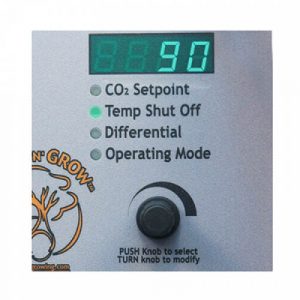 90
CO₂ Setpoint
Temp Shut Off
Differential
Operating Mode
N' GROW
PUSH Knob to select
TURN knob to modify